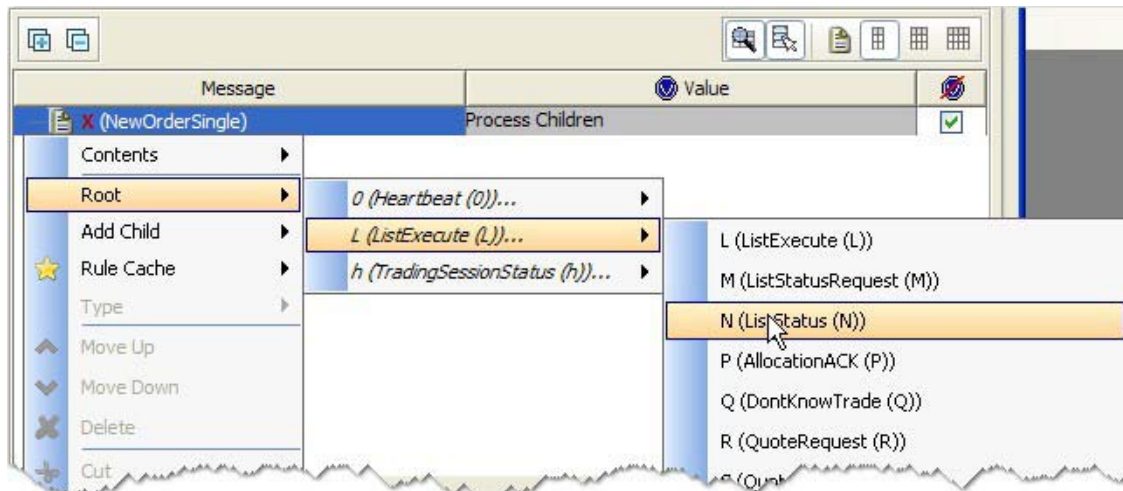 Message Value
X (NewOrderSingle) Process Children
Contents
Root
Add Child
Rule Cache
Type
Move Up
Move Down
Delete
Cut
0 (Heartbeat (0))...
L (ListExecute (L))...
h (TradingSessionStatus (h))...
L (ListExecute (L))
M (ListStatusRequest (M))
N (ListStatus (N))
P (AllocationACK (P))
Q (DontKnowTrade (Q))
R (QuoteRequest (R))